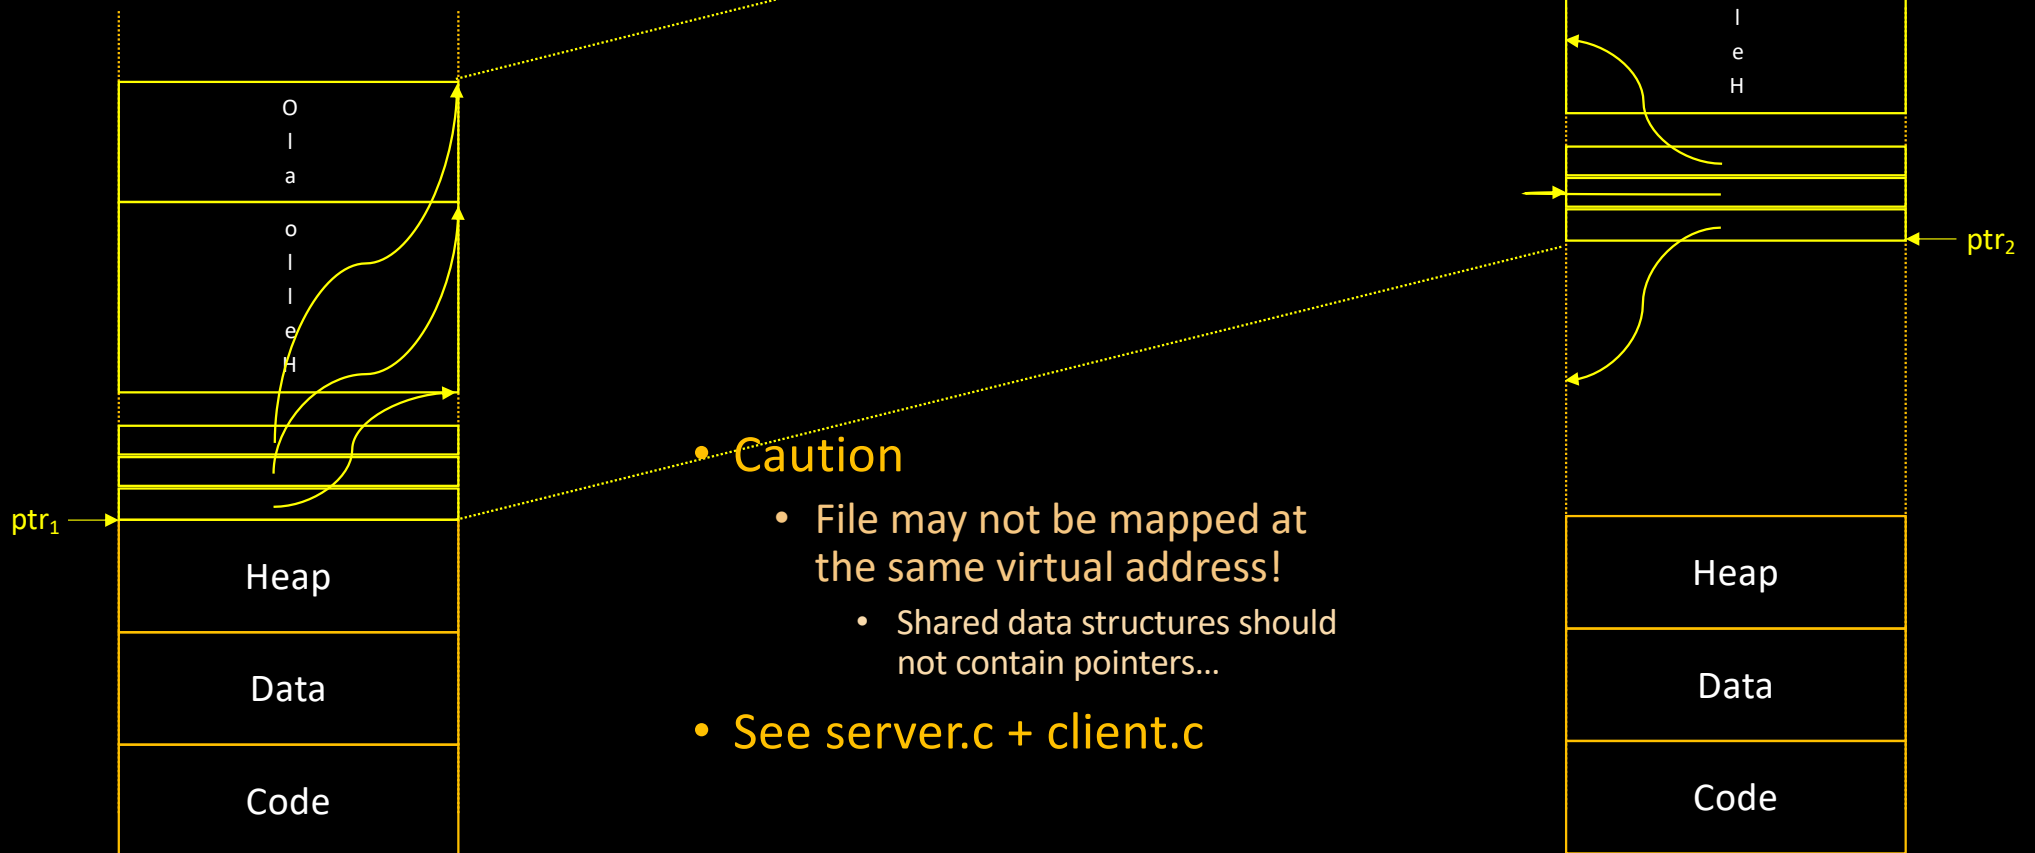 O
l
a
o
l
l
e
H
ptr1
Heap
Data
Code
• Caution
• File may not be mapped at
the same virtual address!
• Shared data structures should
not contain pointers...
• See server.c + client.c
l
e
H
ptr2
Heap
Data
Code